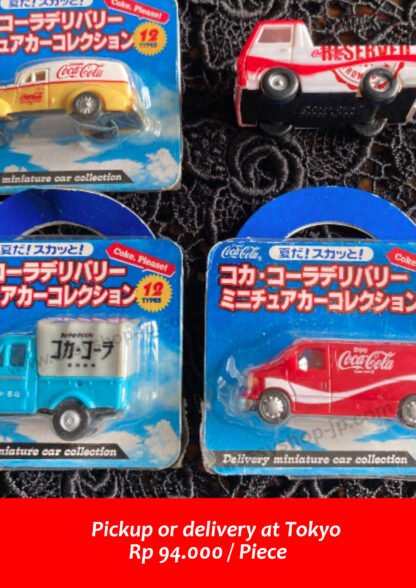 Coke, Please!
コーラデリバリー
ュアカーコレクション
12
TYPES
Coca-Cola
miniature car collection
RESERVED
夏だ!スカッと!
Coke, Please!
コーラデリバリー
アカーコレクション
12
TYPES
コカ・コーラ
miniature car collection
Coca-Cola
夏だ!スカッと!
コカ・コーラデリバリー
ミニチュアカーコレクション
Enjoy
Coca-Cola
Delivery miniature car collection
Pickup or delivery at Tokyo
Rp 94.000 / Piece